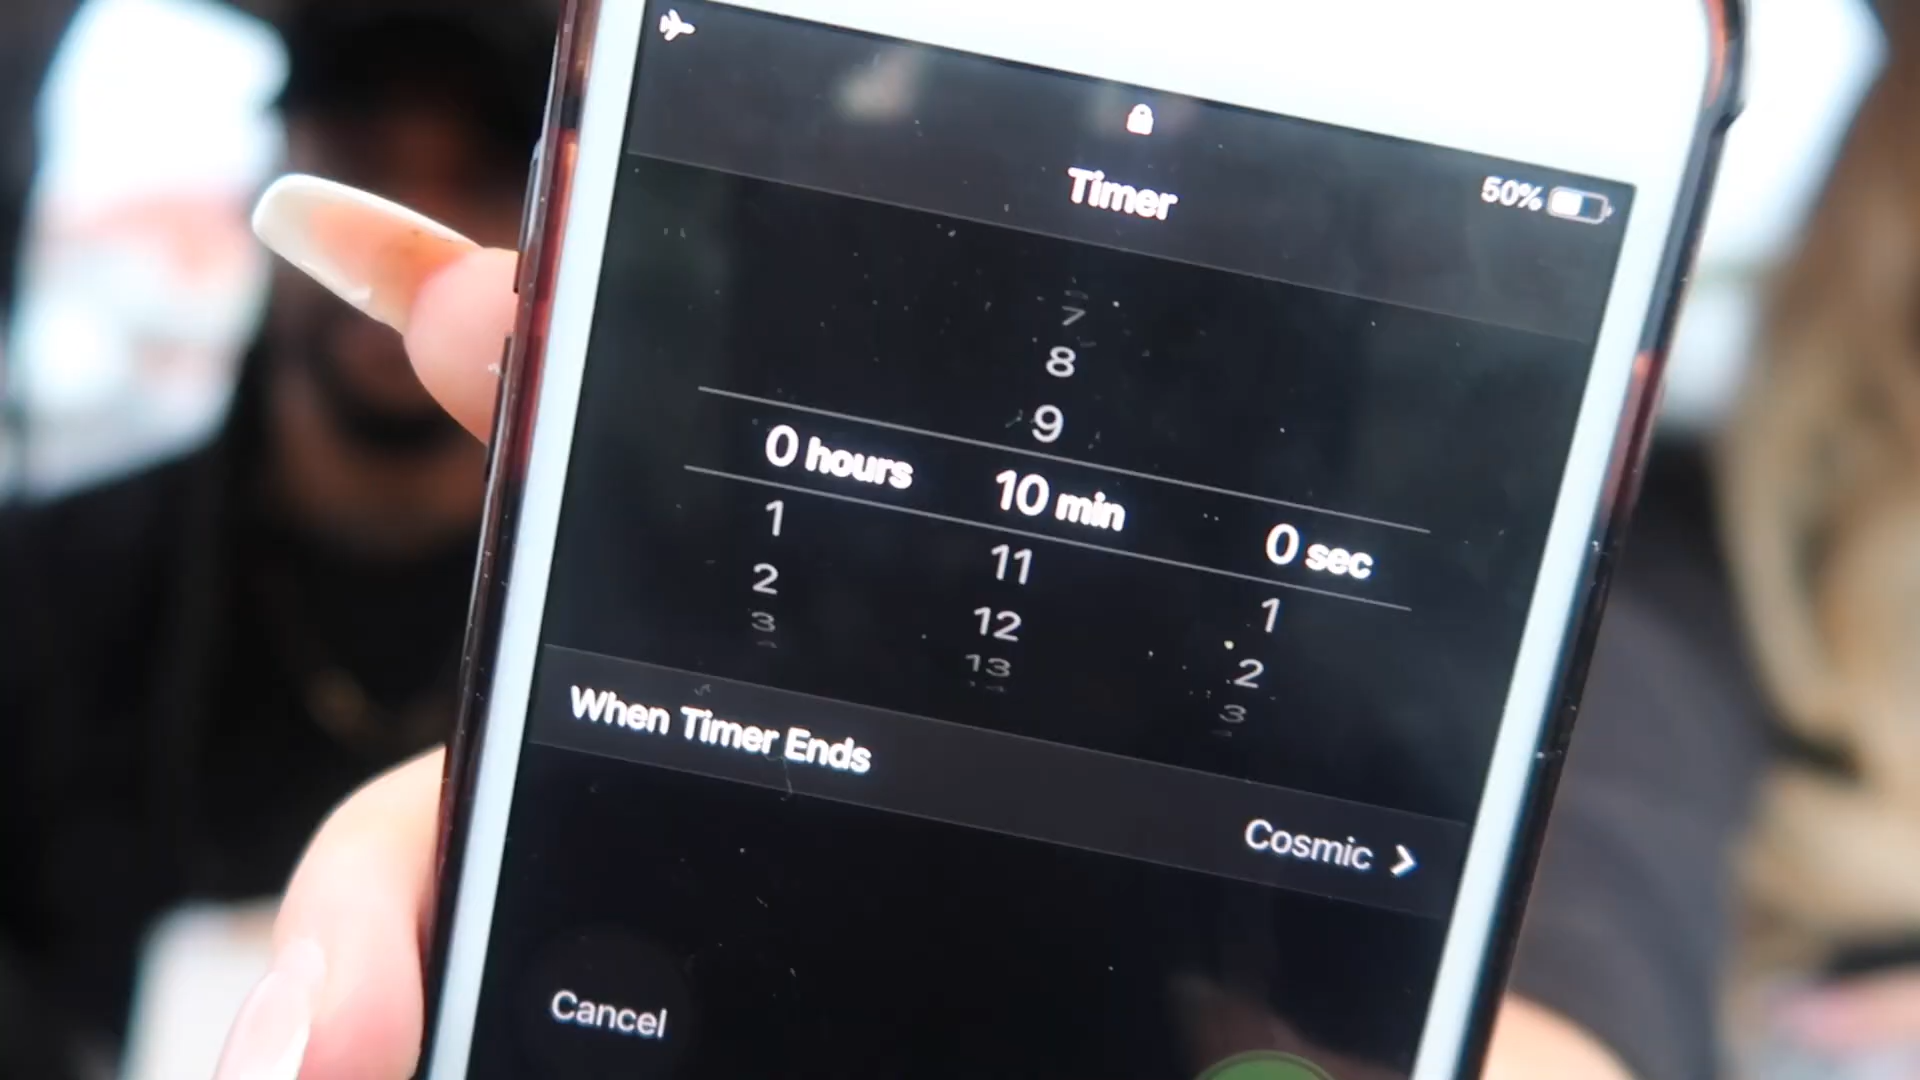 50%
Timer
7
8
9
0 hours 10 min 0 sec
1 11 1
2 12 2
3 13 3
When Timer Ends
Cosmic
Cancel